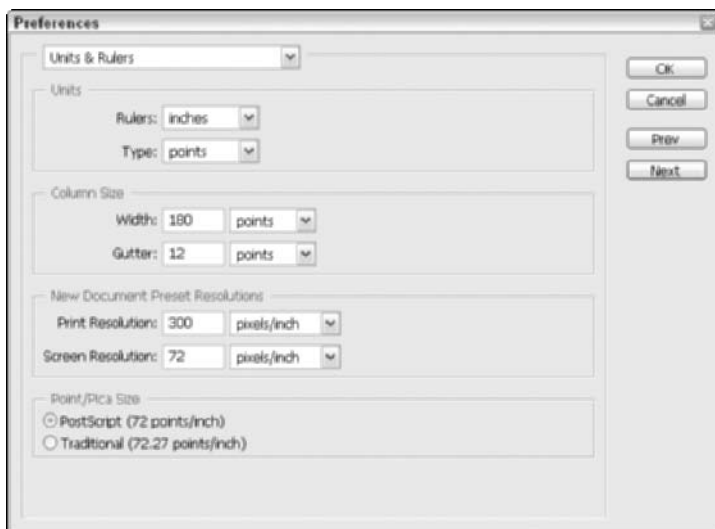 Preferences
Units & Rulers
OK
Cancel
Prev
Next
Units
Rulers: inches
Type: points
Column Size
Width: 180 points
Gutter: 12 points
New Document Preset Resolutions
Print Resolution: 300 pixels/inch
Screen Resolution: 72 pixels/inch
Point/Pica Size
PostScript (72 points/inch)
Traditional (72.27 points/inch)